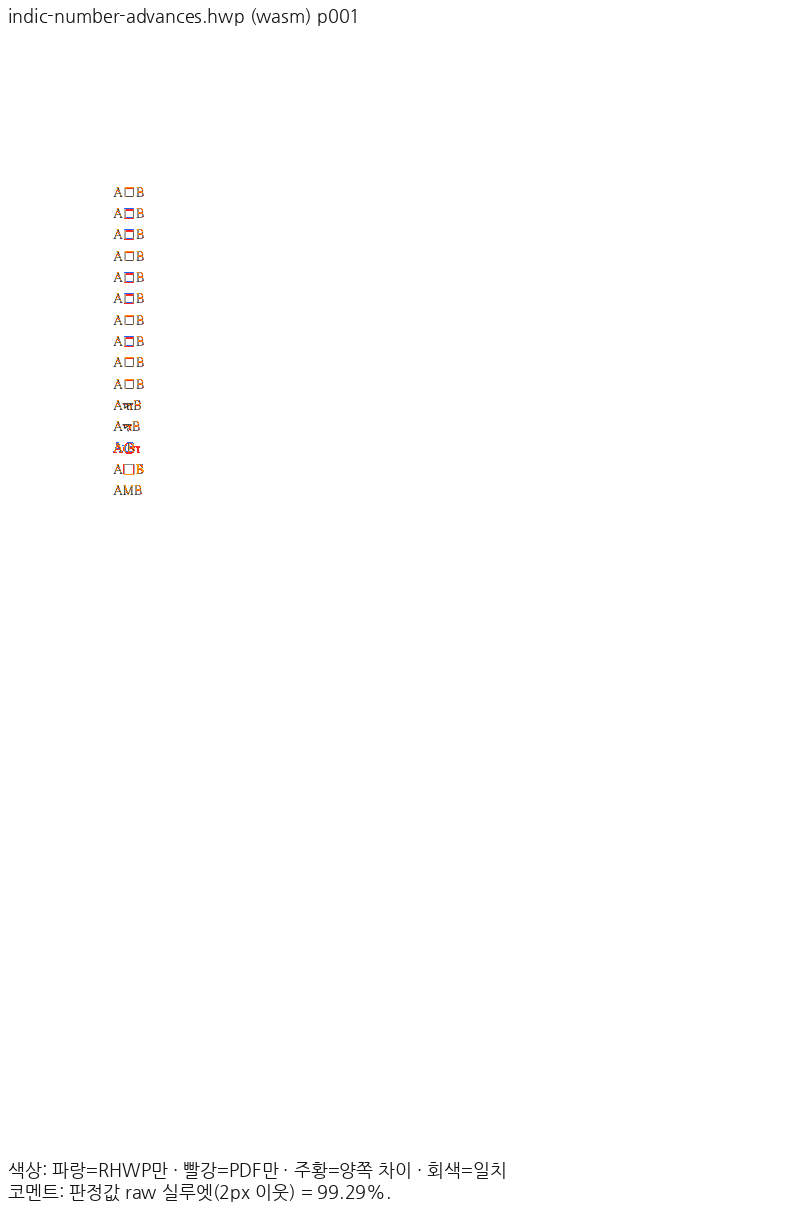 indic-number-advances.hwp (wasm) p001
A□B
A□B
A□B
A□B
A□B
A□B
A□B
A□B
A□B
A□B
A B
A B
A□B
AMB
색상: 파랑=RHWP만 · 빨강=PDF만 · 주황=양쪽 차이 · 회색=일치
코멘트: 판정값 raw 실루엣(2px 이웃) = 99.29%.